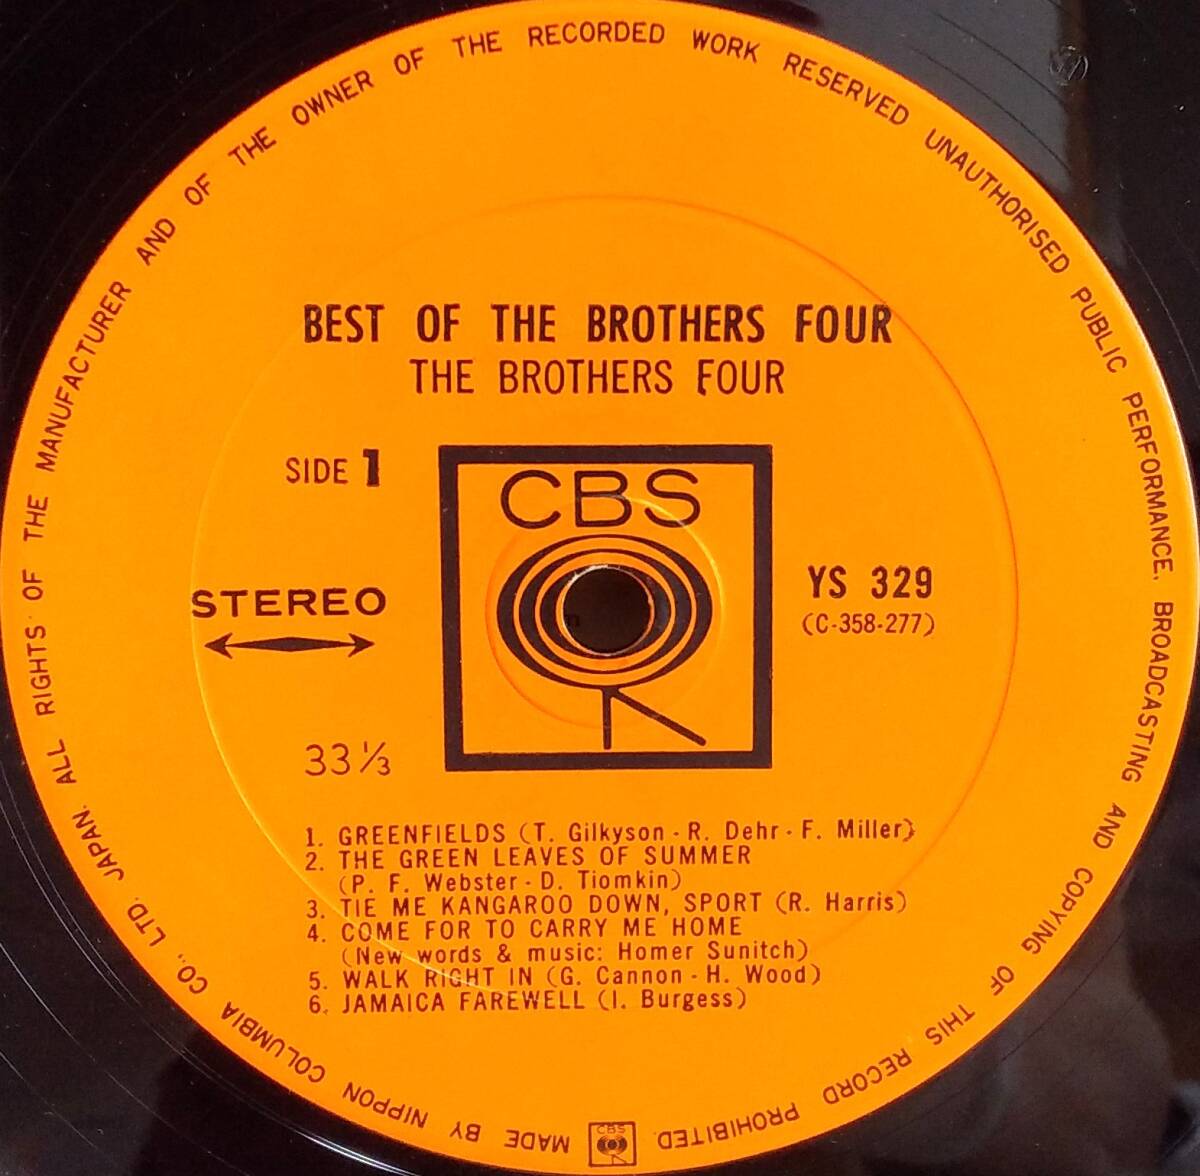 MADE BY NIPPON COLUMBIA CO., LTD. JAPAN. ALL RIGHTS OF THE MANUFACTURER AND OF THE OWNER OF THE RECORDED WORK RESERVED UNAUTHORISED PUBLIC PERFORMANCE, BROADCASTING AND COPYING OF THIS RECORD PROHIBITED.
BEST OF THE BROTHERS FOUR
THE BROTHERS FOUR
SIDE 1
CBS
STEREO
YS 329
(C-358-277)
33 1/3
1. GREENFIELDS (T. Gilkyson - R. Dehr - F. Miller)
2. THE GREEN LEAVES OF SUMMER
(P. F. Webster - D. Tiomkin)
3. TIE ME KANGAROO DOWN, SPORT (R. Harris)
4. COME FOR TO CARRY ME HOME
(New words & music: Homer Sunitch)
5. WALK RIGHT IN (G. Cannon - H. Wood)
6. JAMAICA FAREWELL (I. Burgess)
CBS